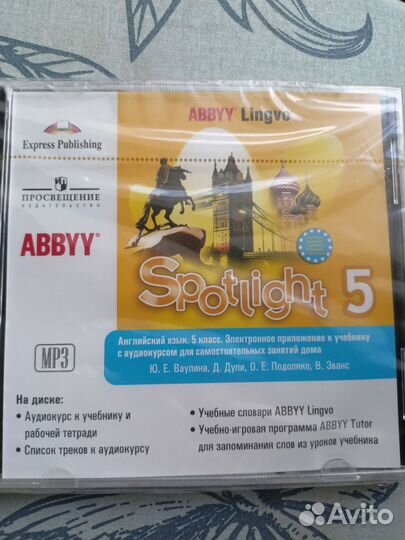 ABBYY Lingvo
Express Publishing
ПРОСВЕЩЕНИЕ
ИЗДАТЕЛЬСТВО
ABBYY
Spotlight 5
Английский язык. 5 класс. Электронное приложение к учебнику
с аудиокурсом для самостоятельных занятий дома
Ю. Е. Ваулина, Д. Дули, О. Е. Подоляко, В. Эванс
MP3
На диске:
• Аудиокурс к учебнику и
рабочей тетради
• Список треков к аудиокурсу
• Учебные словари ABBYY Lingvo
• Учебно-игровая программа ABBYY Tutor
для запоминания слов из уроков учебника
Avito